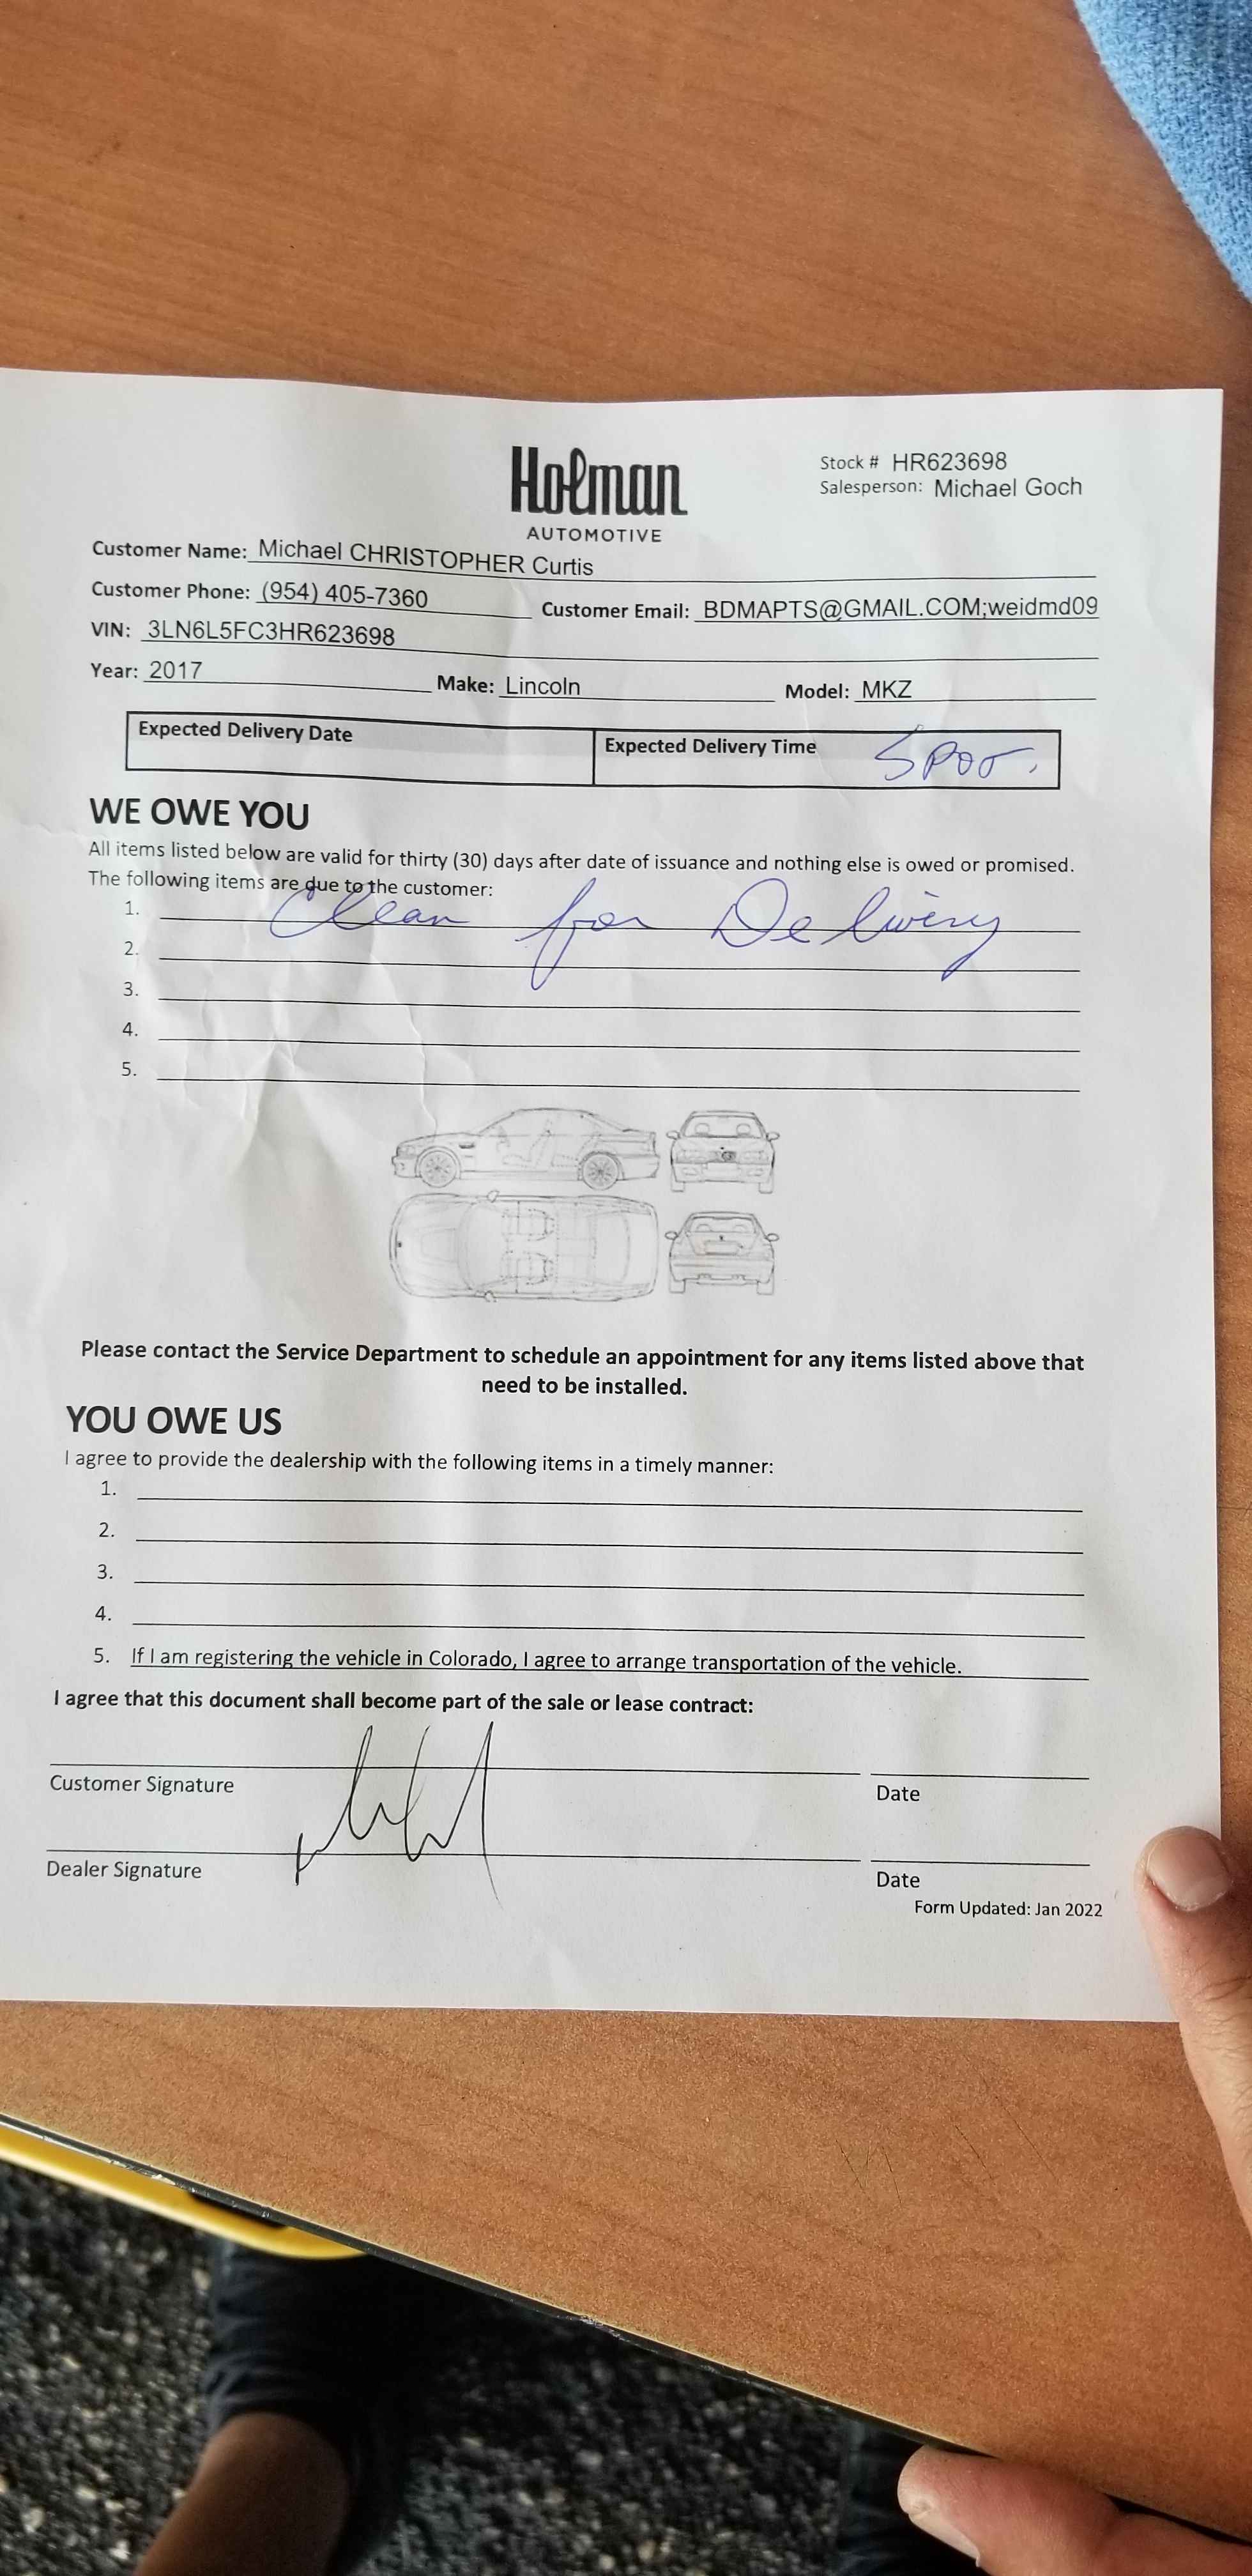 Holman
AUTOMOTIVE
Stock # HR623698
Salesperson: Michael Goch
Customer Name: Michael CHRISTOPHER Curtis
Customer Phone: (954) 405-7360 Customer Email: BDMAPTS@GMAIL.COM;weidmd09
VIN: 3LN6L5FC3HR623698
Year: 2017 Make: Lincoln Model: MKZ
Expected Delivery Date Expected Delivery Time Spot.
WE OWE YOU
All items listed below are valid for thirty (30) days after date of issuance and nothing else is owed or promised.
The following items are due to the customer:
1. Clean for Delivery
2.
3.
4.
5.
Please contact the Service Department to schedule an appointment for any items listed above that
need to be installed.
YOU OWE US
I agree to provide the dealership with the following items in a timely manner:
1.
2.
3.
4.
5. If I am registering the vehicle in Colorado, I agree to arrange transportation of the vehicle.
I agree that this document shall become part of the sale or lease contract:
Customer Signature Date
Dealer Signature Date
Form Updated: Jan 2022